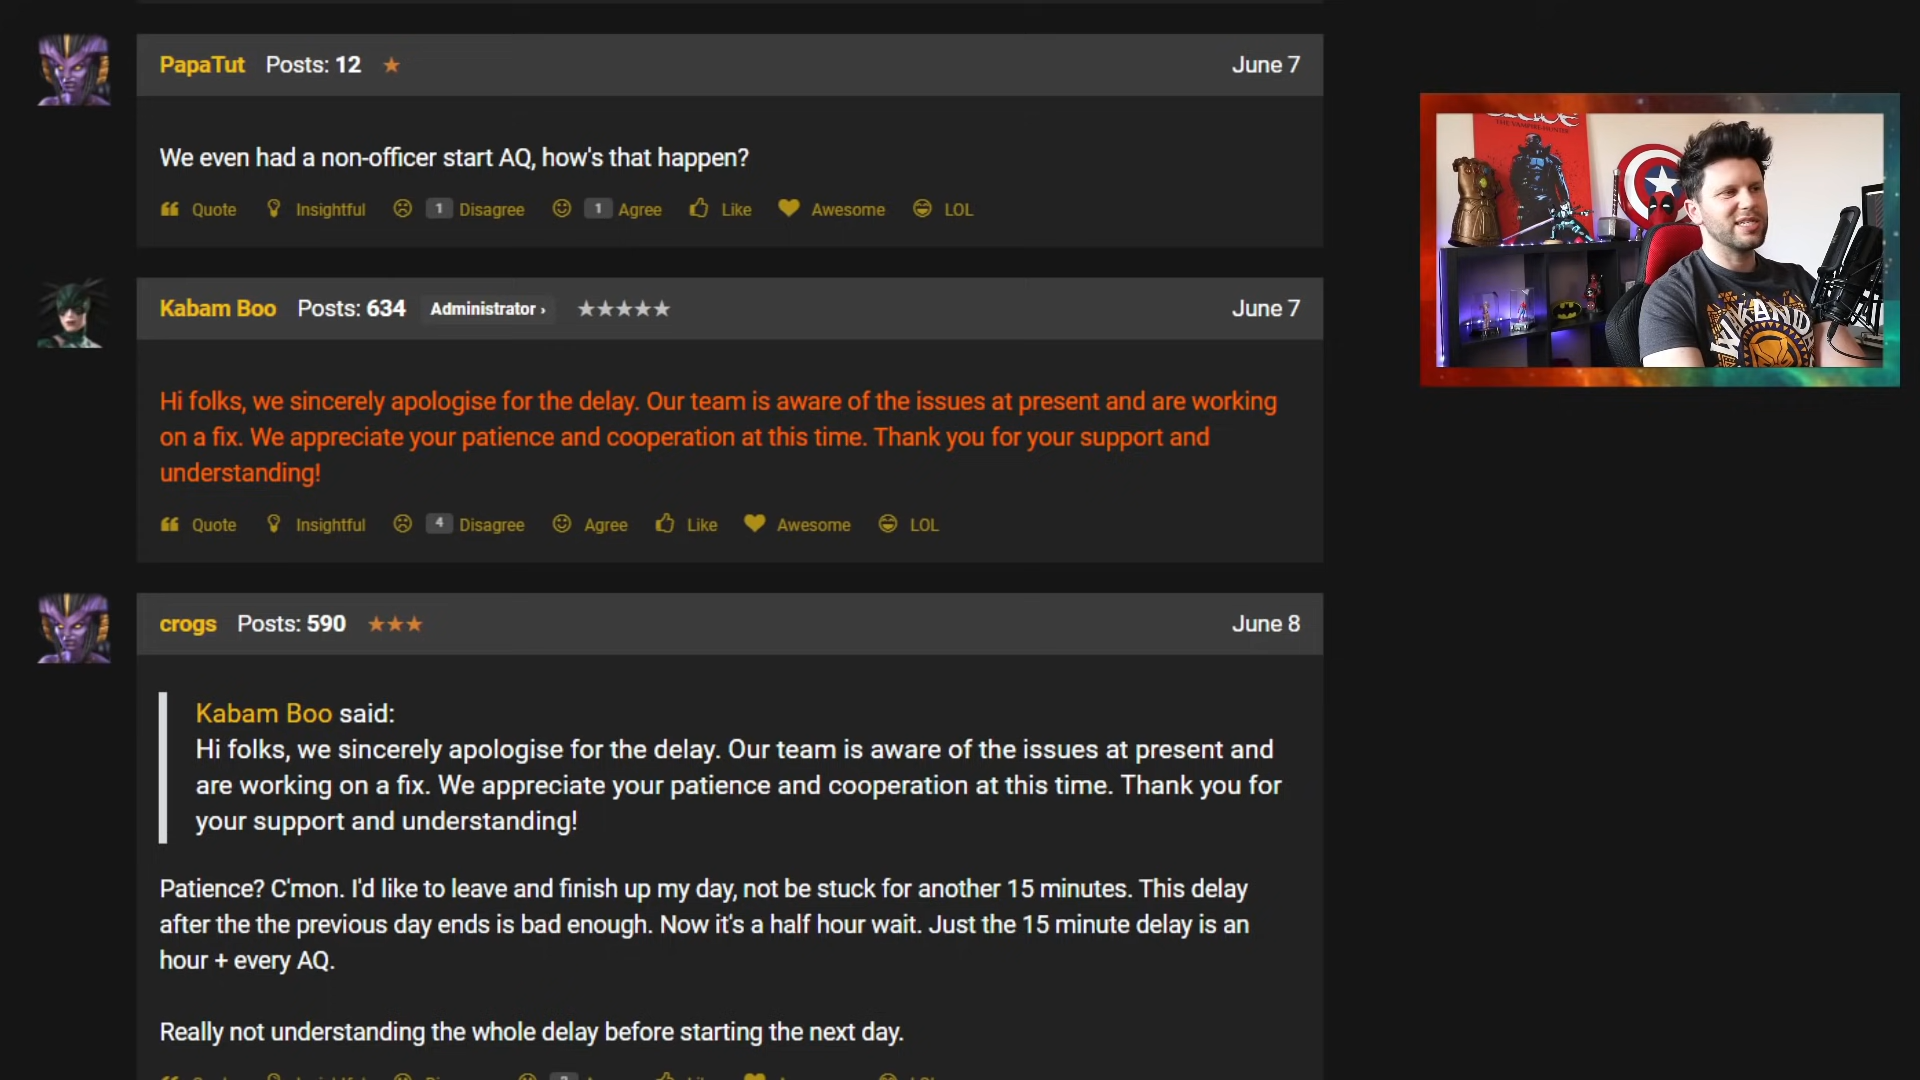 PapaTut Posts: 12 June 7
We even had a non-officer start AQ, how's that happen?
Quote Insightful 1 Disagree 1 Agree Like Awesome LOL
Kabam Boo Posts: 634 Administrator › June 7
Hi folks, we sincerely apologise for the delay. Our team is aware of the issues at present and are working
on a fix. We appreciate your patience and cooperation at this time. Thank you for your support and
understanding!
Quote Insightful 4 Disagree Agree Like Awesome LOL
crogs Posts: 590 June 8
Kabam Boo said:
Hi folks, we sincerely apologise for the delay. Our team is aware of the issues at present and
are working on a fix. We appreciate your patience and cooperation at this time. Thank you for
your support and understanding!
Patience? C'mon. I'd like to leave and finish up my day, not be stuck for another 15 minutes. This delay
after the the previous day ends is bad enough. Now it's a half hour wait. Just the 15 minute delay is an
hour + every AQ.
Really not understanding the whole delay before starting the next day.
THE VAMPIRE HUNTER